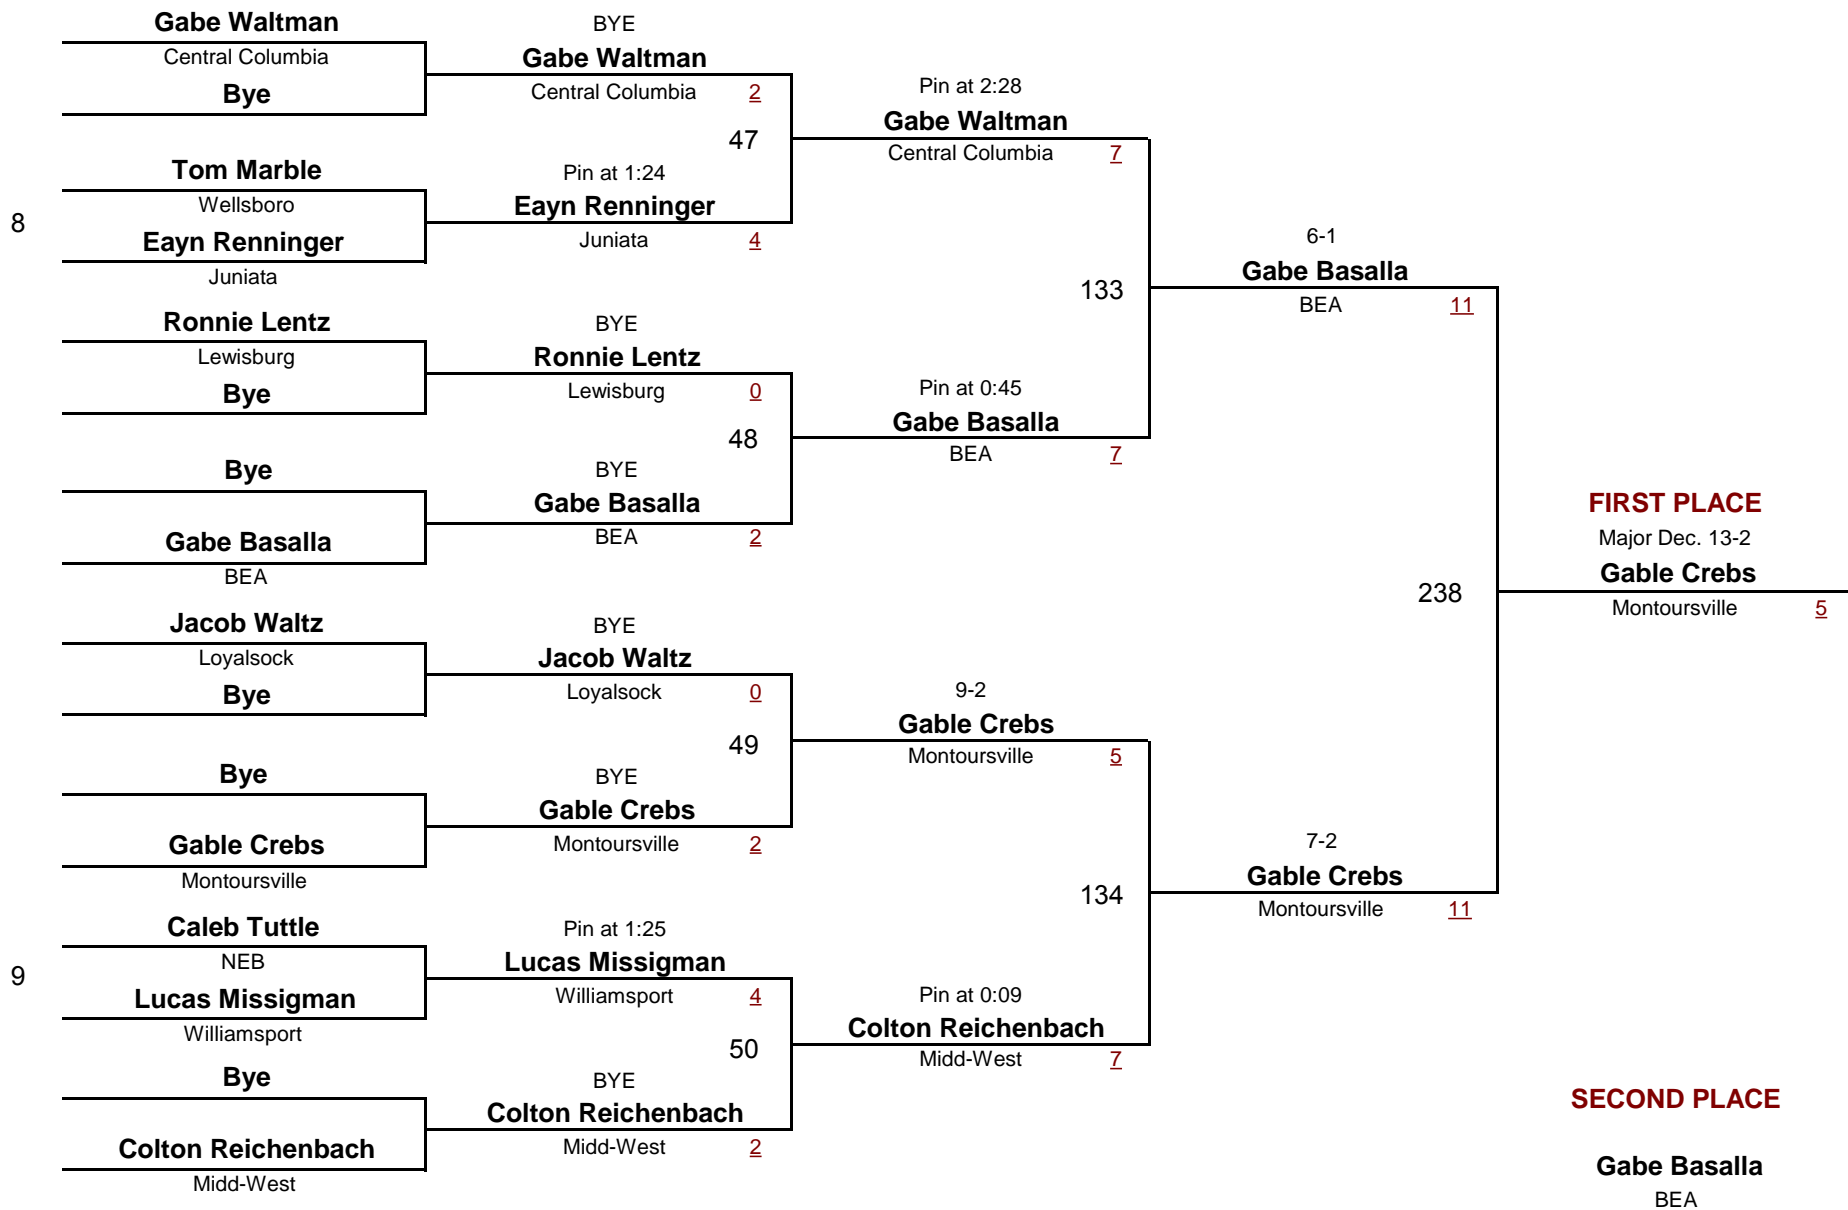 Gabe Waltman
Central Columbia
Bye
8
Tom Marble
Wellsboro
Eayn Renninger
Juniata
Ronnie Lentz
Lewisburg
Bye
Bye
Gabe Basalla
BEA
Jacob Waltz
Loyalsock
Bye
Bye
Gable Crebs
Montoursville
9
Caleb Tuttle
NEB
Lucas Missigman
Williamsport
Bye
Colton Reichenbach
Midd-West
BYE
Gabe Waltman
Central Columbia 2
47
Pin at 1:24
Eayn Renninger
Juniata 4
BYE
Ronnie Lentz
Lewisburg 0
48
BYE
Gabe Basalla
BEA 2
BYE
Jacob Waltz
Loyalsock 0
49
BYE
Gable Crebs
Montoursville 2
Pin at 1:25
Lucas Missigman
Williamsport 4
50
BYE
Colton Reichenbach
Midd-West 2
Pin at 2:28
Gabe Waltman
Central Columbia 7
133
Pin at 0:45
Gabe Basalla
BEA 7
9-2
Gable Crebs
Montoursville 5
134
Pin at 0:09
Colton Reichenbach
Midd-West 7
6-1
Gabe Basalla
BEA 11
238
7-2
Gable Crebs
Montoursville 11
FIRST PLACE
Major Dec. 13-2
Gable Crebs
Montoursville 5
SECOND PLACE
Gabe Basalla
BEA